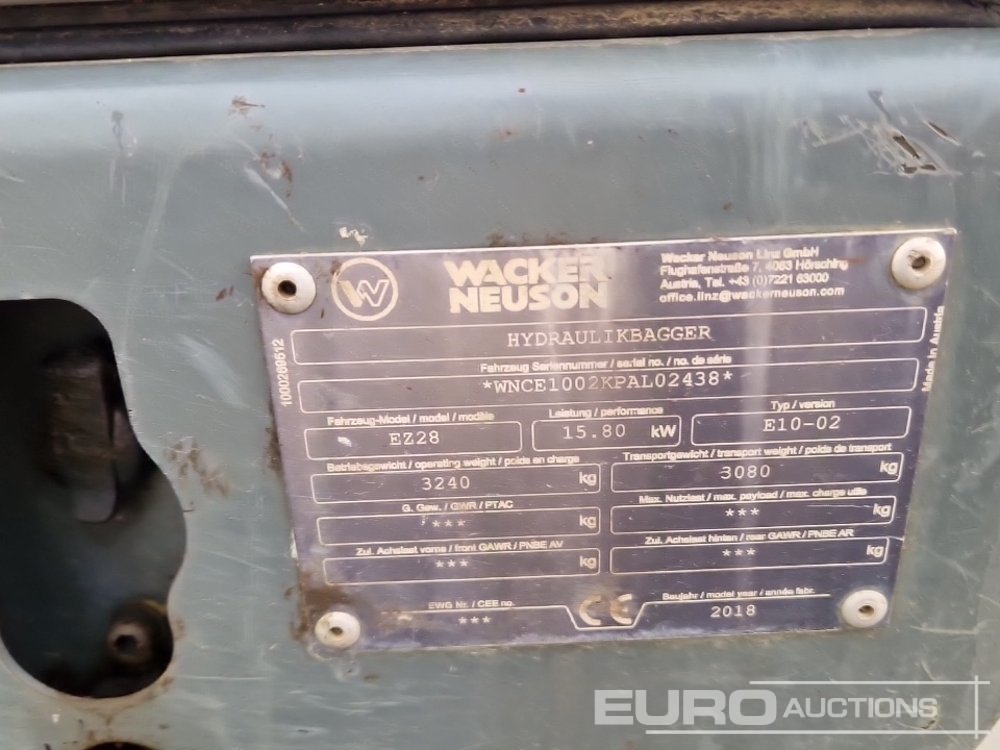 WACKER
NEUSON
Wacker Neuson Linz GmbH
Flughafenstraße 7, 4063 Hörsching
Austria, Tel. +43 (0)7221 63000
office.linz@wackerneuson.com
HYDRAULIKBAGGER
Fahrzeug Seriennummer / serial no. / no. de série
*WNCE1002KPAL02438*
Fahrzeug-Model / model / modèle
EZ28
Leistung / performance
15.80 kW
Typ / version
E10-02
Betriebsgewicht / operating weight / poids en charge
3240 kg
Transportgewicht / transport weight / poids de transport
3080 kg
G. Gew. / GWR / PTAC
*** kg
Max. Nutzlast / max. payload / max. charge utile
*** kg
Zul. Achslast vorne / front GAWR / PNBE AV
*** kg
Zul. Achslast hinten / rear GAWR / PNBE AR
*** kg
EWG Nr. / CEE no.
***
CE
Baujahr / model year / année fabr.
2018
1000289512
Made in Austria
EURO AUCTIONS